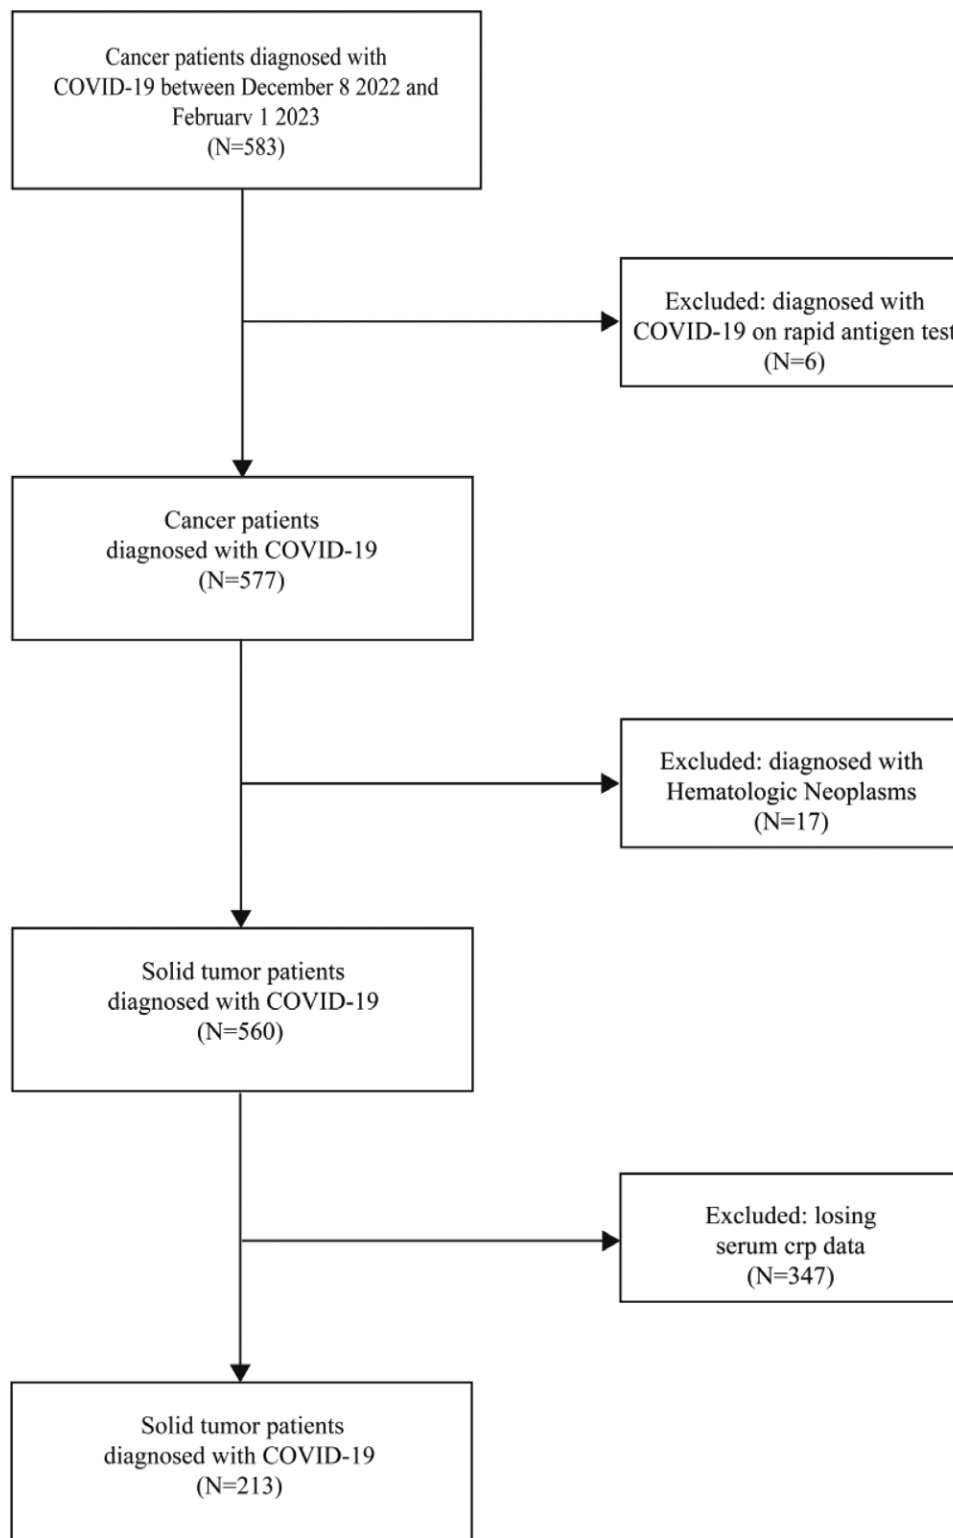 Cancer patients diagnosed with
COVID-19 between December 8 2022 and
February 1 2023
(N=583)
Excluded: diagnosed with
COVID-19 on rapid antigen test
(N=6)
Cancer patients
diagnosed with COVID-19
(N=577)
Excluded: diagnosed with
Hematologic Neoplasms
(N=17)
Solid tumor patients
diagnosed with COVID-19
(N=560)
Excluded: losing
serum crp data
(N=347)
Solid tumor patients
diagnosed with COVID-19
(N=213)